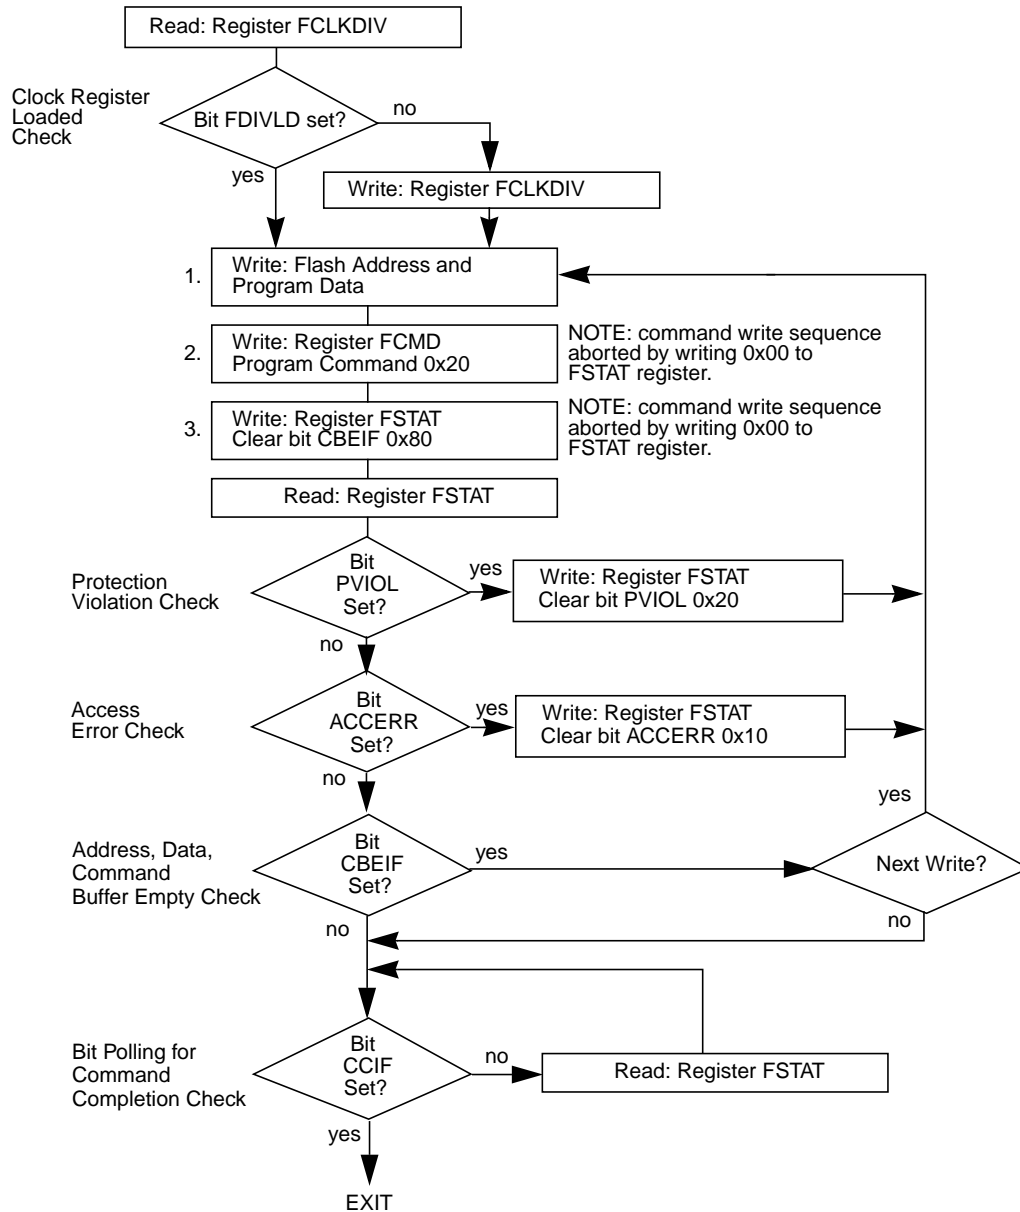 Read: Register FCLKDIV
Clock Register
Loaded
Check
Bit FDIVLD set?
no
yes
Write: Register FCLKDIV
1.
Write: Flash Address and
Program Data
2.
Write: Register FCMD
Program Command 0x20
NOTE: command write sequence
aborted by writing 0x00 to
FSTAT register.
3.
Write: Register FSTAT
Clear bit CBEIF 0x80
NOTE: command write sequence
aborted by writing 0x00 to
FSTAT register.
Read: Register FSTAT
Protection
Violation Check
Bit
PVIOL
Set?
yes
Write: Register FSTAT
Clear bit PVIOL 0x20
no
Access
Error Check
Bit
ACCERR
Set?
yes
Write: Register FSTAT
Clear bit ACCERR 0x10
no
yes
Address, Data,
Command
Buffer Empty Check
Bit
CBEIF
Set?
yes
Next Write?
no
no
Bit Polling for
Command
Completion Check
Bit
CCIF
Set?
no
Read: Register FSTAT
yes
EXIT